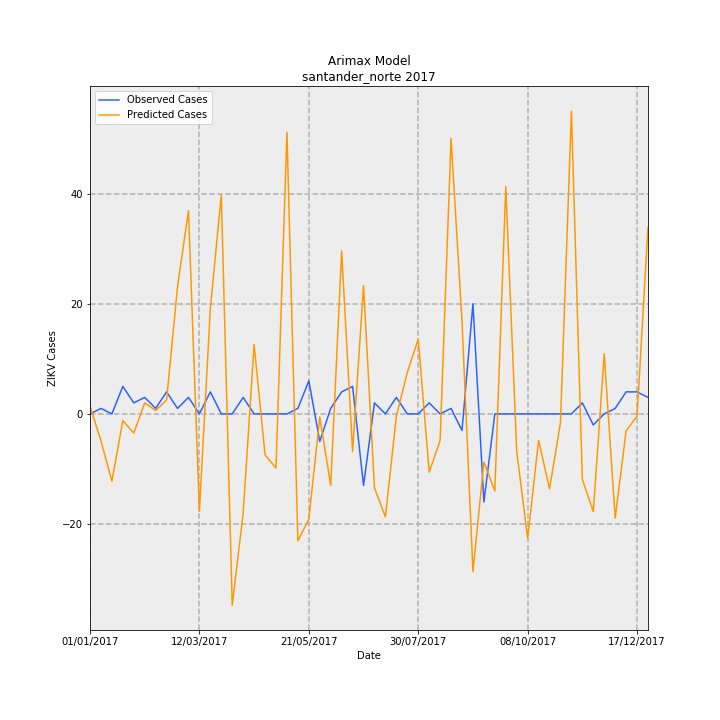 Arimax Model
santander_norte 2017
Observed Cases
Predicted Cases
ZIKV Cases
40
20
0
−20
01/01/2017
12/03/2017
21/05/2017
30/07/2017
08/10/2017
17/12/2017
Date